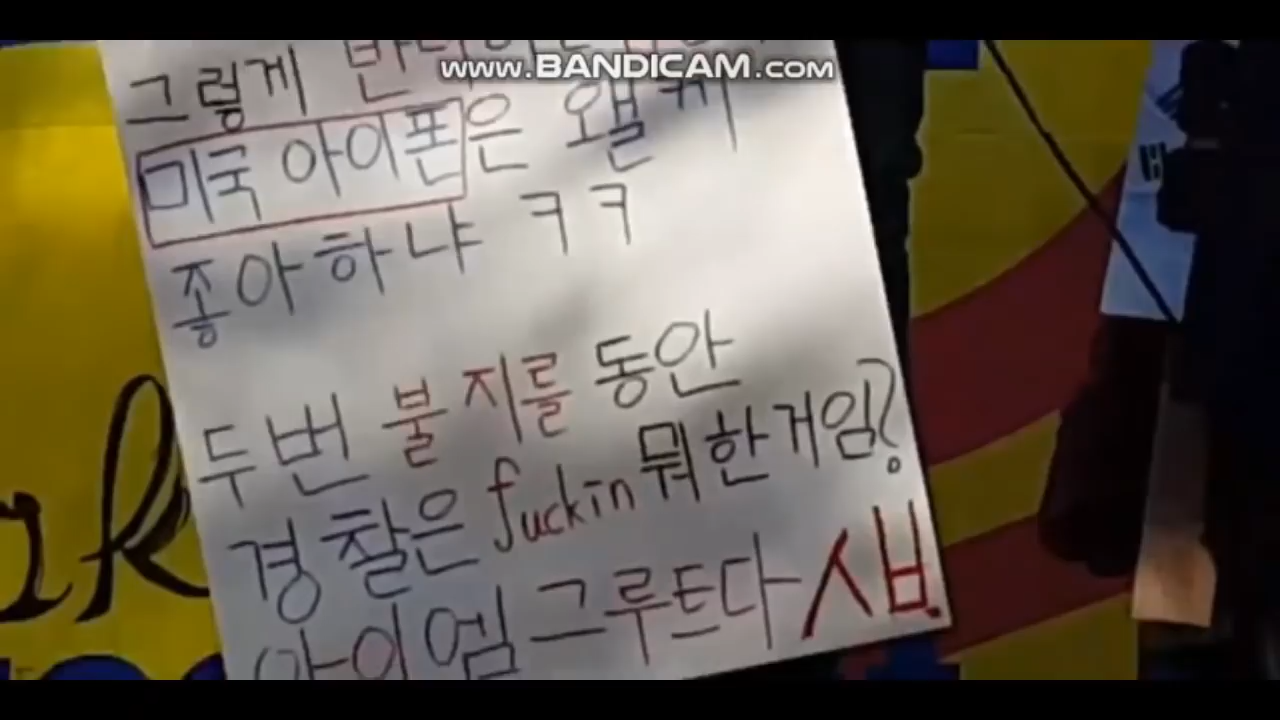 www.BANDICAM.com
그렇게
미국 아이폰은 왤케
좋아하냐 ㅋㅋ
두번 불지를 동안
경찰은 fuckin 뭐한거임?
아이엠 그루트다 ㅅㅂ